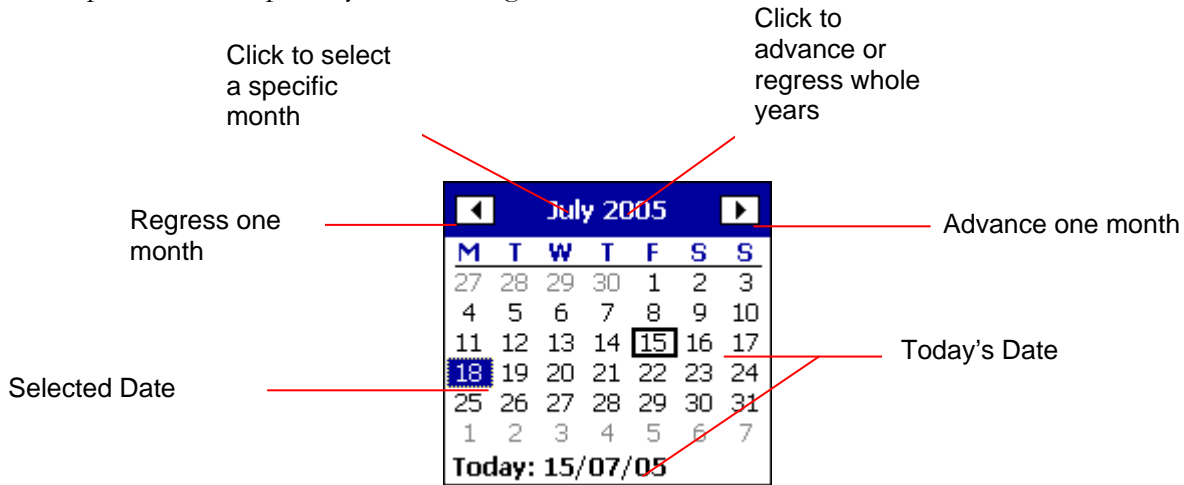 Click to
advance or
regress whole
years
Click to select
a specific
month
July 2005
Regress one
month
Advance one month
M T W T F S S
27 28 29 30 1 2 3
4 5 6 7 8 9 10
11 12 13 14 15 16 17
18 19 20 21 22 23 24
25 26 27 28 29 30 31
1 2 3 4 5 6 7
Today: 15/07/05
Today's Date
Selected Date